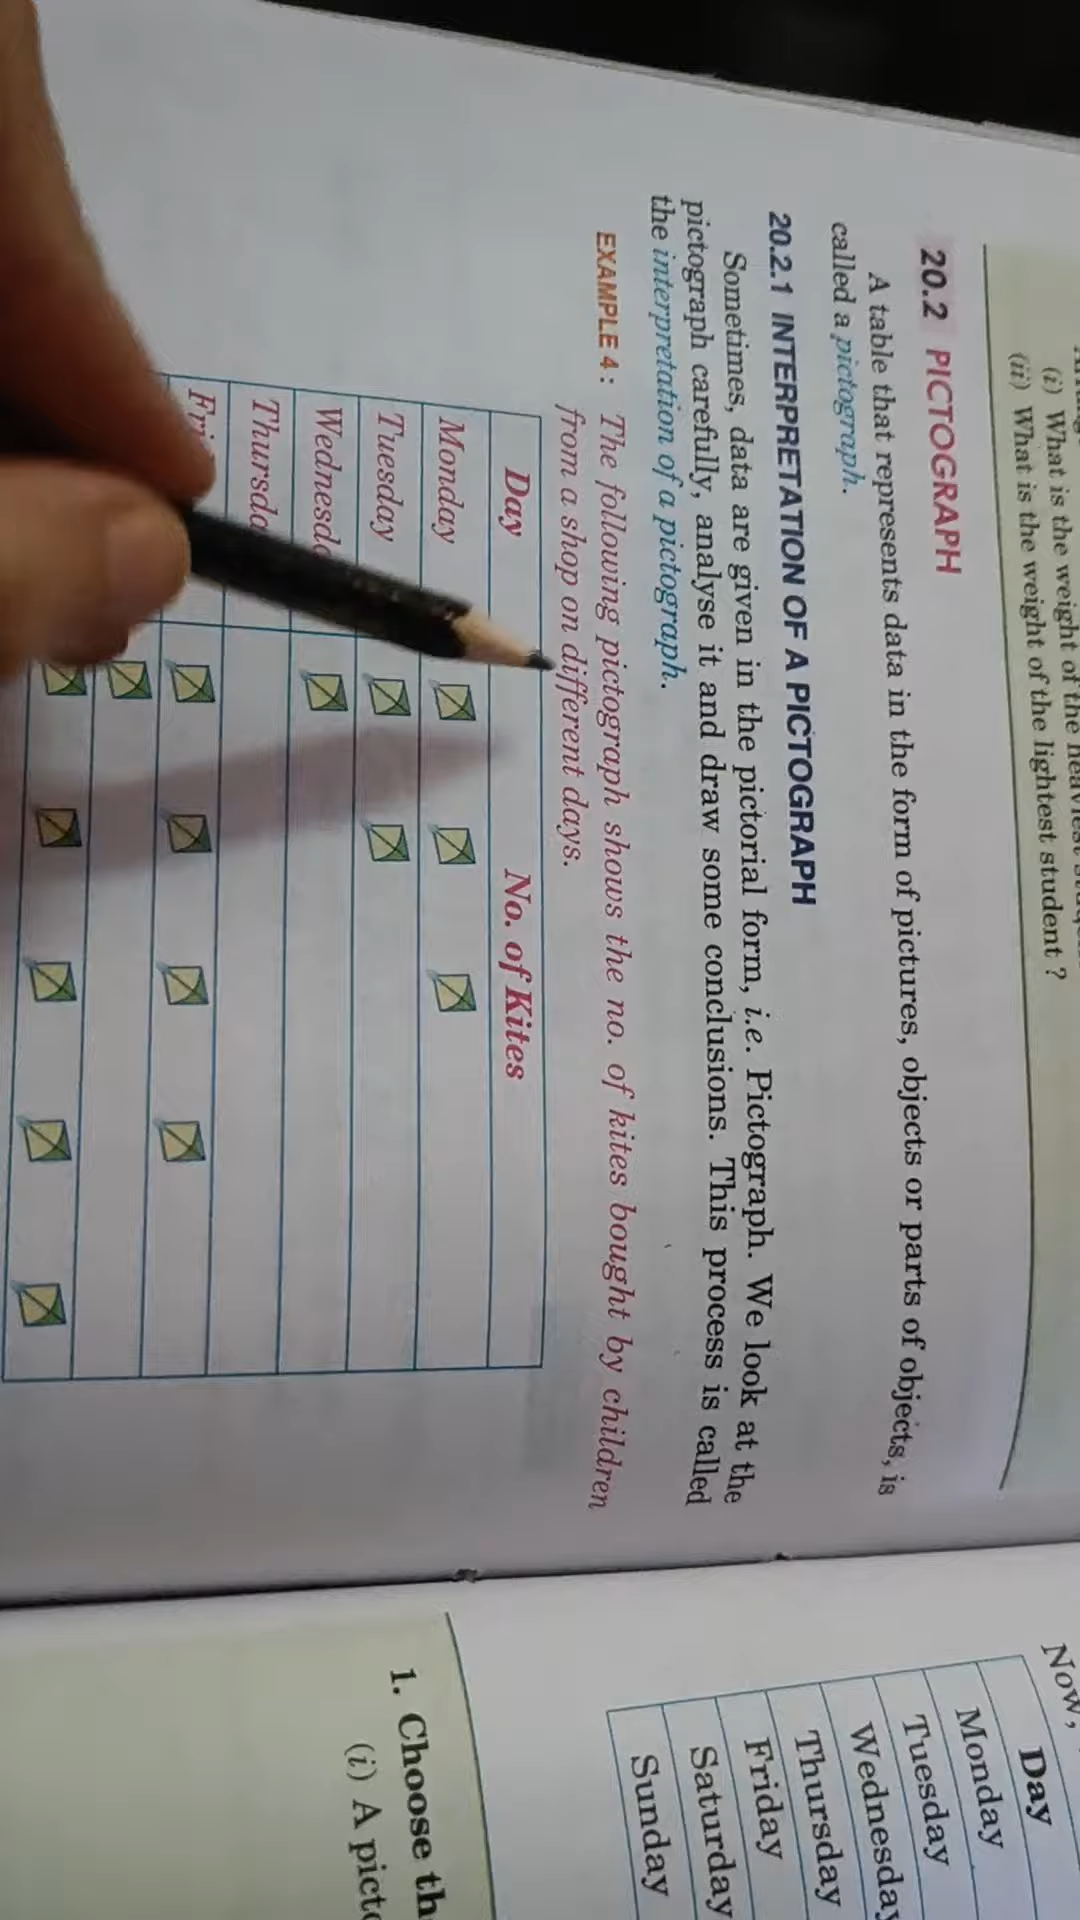 (i) What is the weight of the
(ii) What is the weight of the lightest student ?
20.2 PICTOGRAPH
A table that represents data in the form of pictures, objects or parts of objects, is
called a pictograph.
20.2.1 INTERPRETATION OF A PICTOGRAPH
Sometimes, data are given in the pictorial form, i.e. Pictograph. We look at the
pictograph carefully, analyse it and draw some conclusions. This process is called
the interpretation of a pictograph.
EXAMPLE 4 : The following pictograph shows the no. of kites bought by children
from a shop on different days.
Day No. of Kites
Monday
Tuesday
Now,
Day
Monday
Tuesday
Wednesday
Thursday
Friday
Saturday
Sunday
1. Choose
(i) A